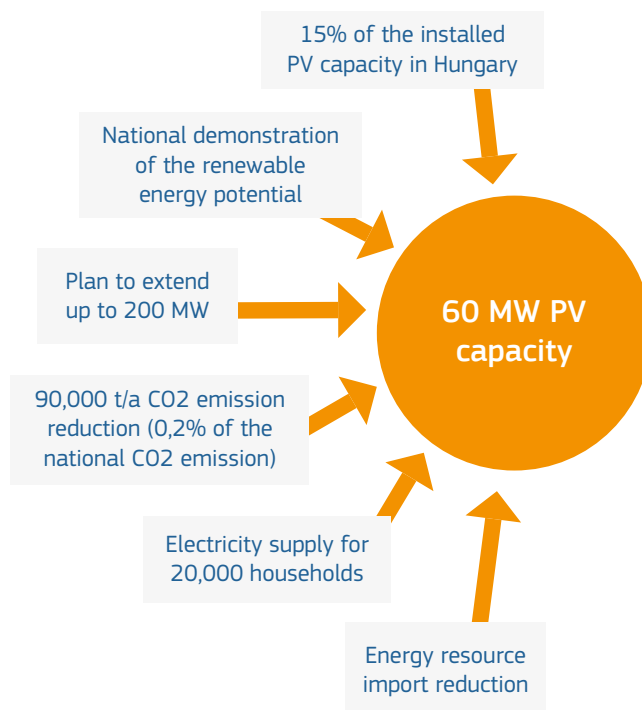 15% of the installed
PV capacity in Hungary
National demonstration
of the renewable
energy potential
Plan to extend
up to 200 MW
60 MW PV
capacity
90,000 t/a CO2 emission
reduction (0,2% of the
national CO2 emission)
Electricity supply for
20,000 households
Energy resource
import reduction